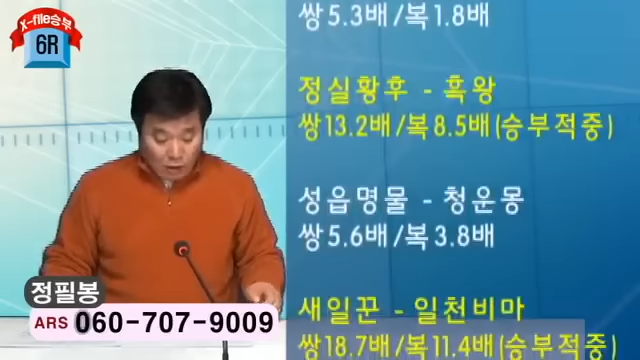 X-file승부
6R
쌍5.3배/복1.8배
정실황후 - 흑왕
쌍13.2배/복8.5배(승부적중)
성읍명물 - 청운몽
쌍5.6배/복3.8배
새일꾼 - 일천비마
쌍18.7배/복11.4배(승부적중)
정필봉
ARS 060-707-9009